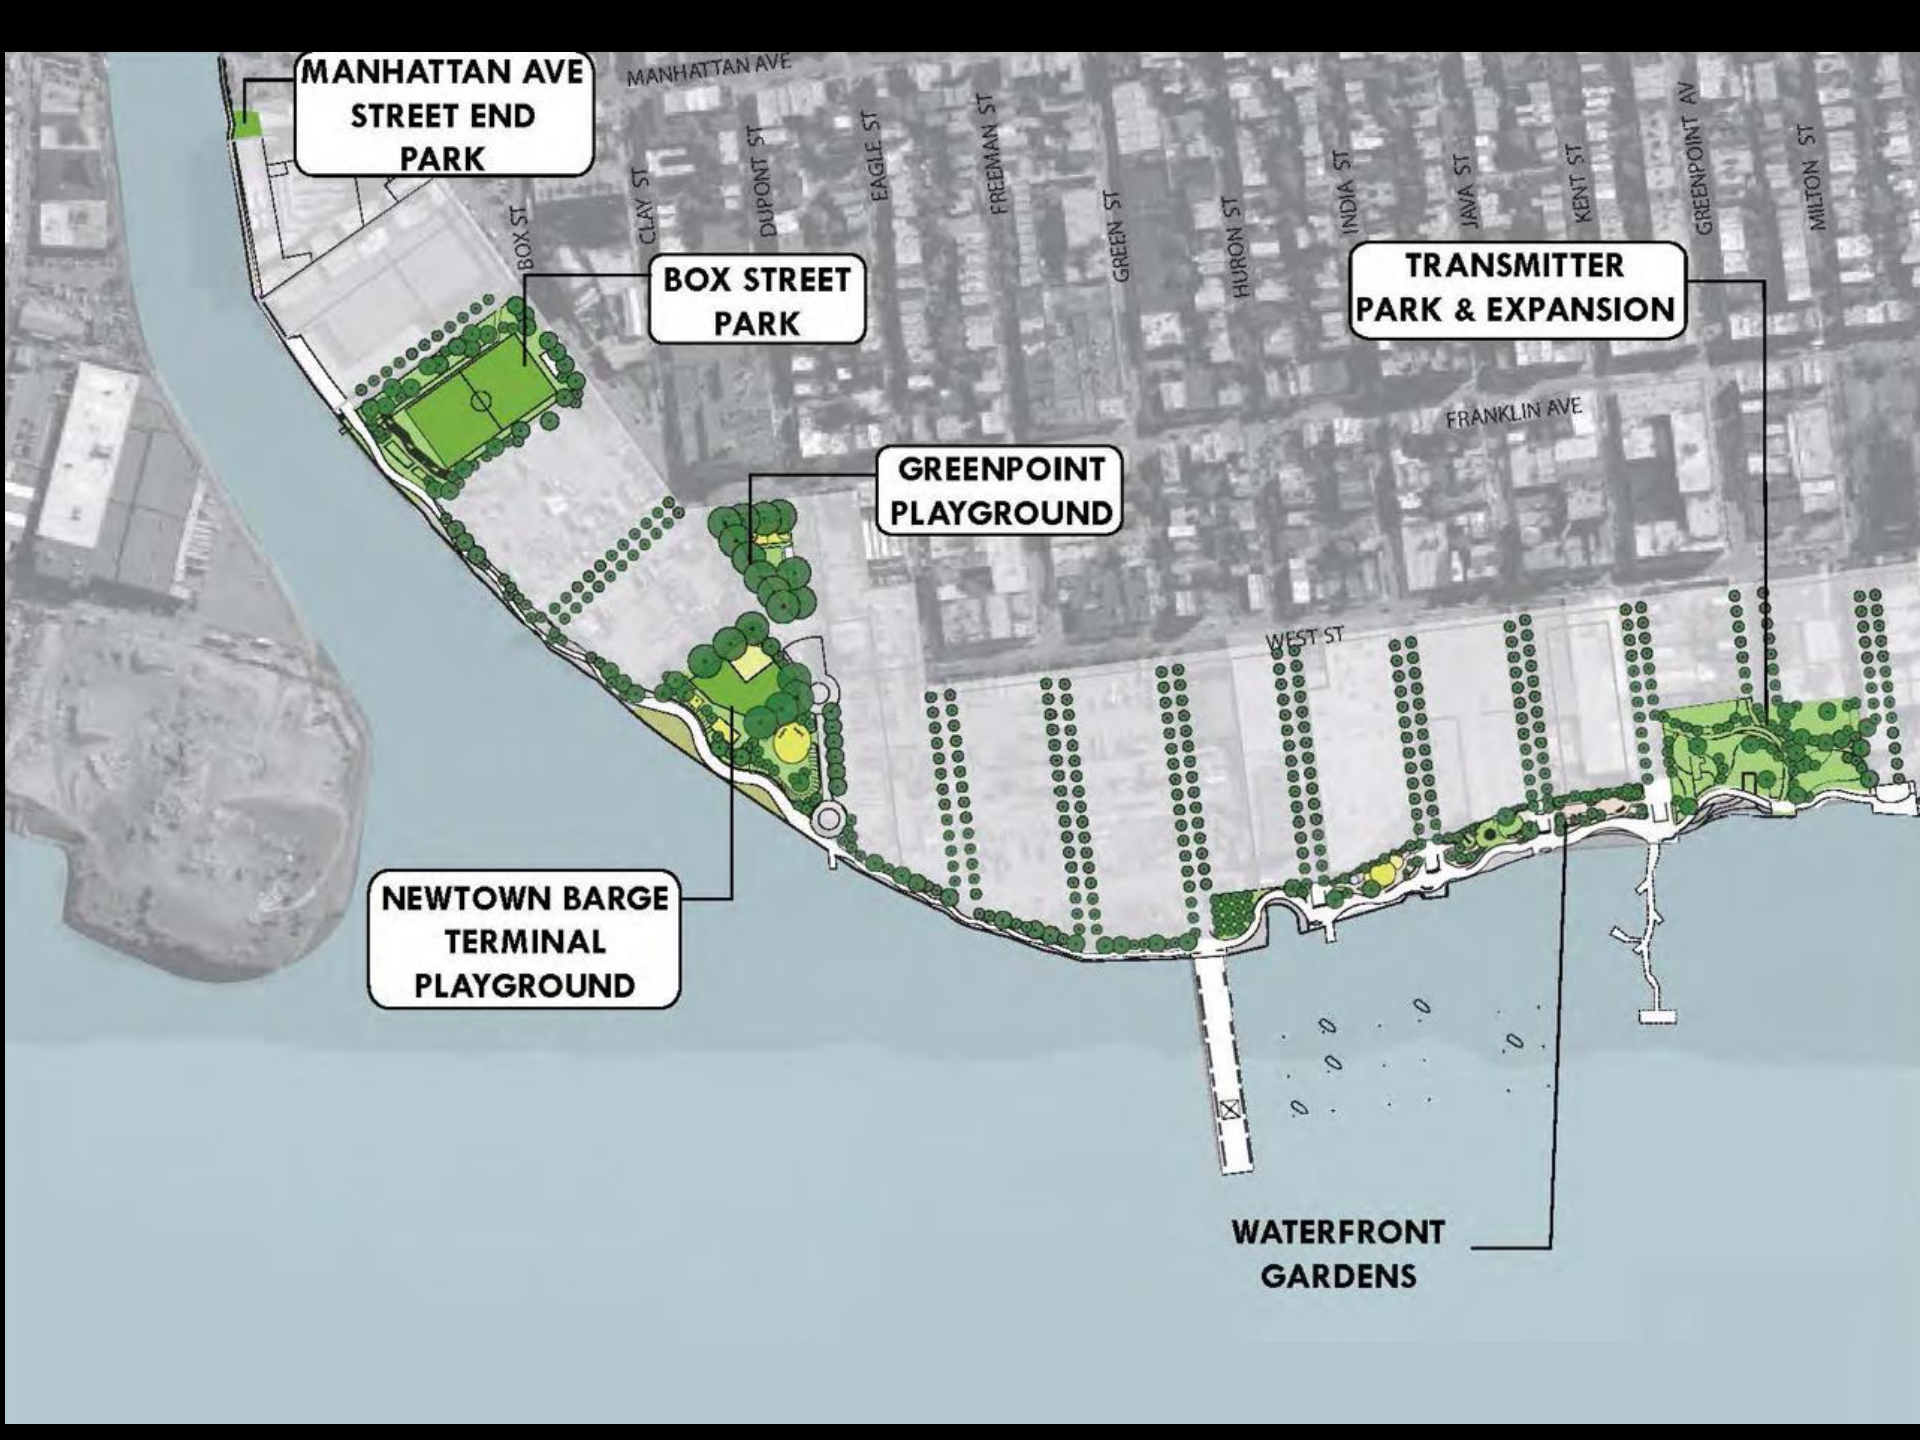 MANHATTAN AVE
STREET END
PARK
MANHATTAN AVE
BOX ST
CLAY ST
DUPONT ST
EAGLE ST
FREEMAN ST
GREEN ST
HURON ST
INDIA ST
JAVA ST
KENT ST
GREENPOINT AV
MILTON ST
BOX STREET
PARK
TRANSMITTER
PARK & EXPANSION
FRANKLIN AVE
GREENPOINT
PLAYGROUND
WEST ST
NEWTOWN BARGE
TERMINAL
PLAYGROUND
WATERFRONT
GARDENS